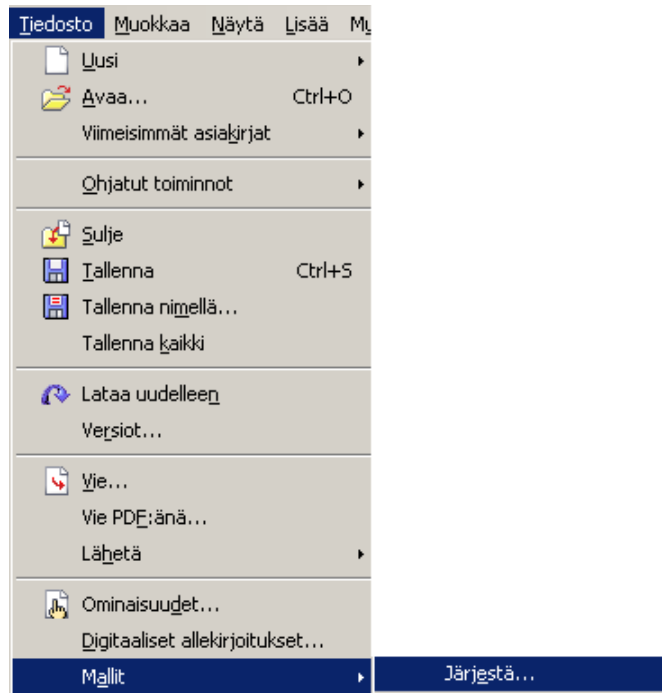 Tiedosto Muokkaa Näytä Lisää
Uusi
Avaa... Ctrl+O
Viimeisimmät asiakirjat
Ohjatut toiminnot
Sulje
Tallenna Ctrl+S
Tallenna nimellä...
Tallenna kaikki
Lataa uudelleen
Versiot...
Vie...
Vie PDF:änä...
Lähetä
Ominaisuudet...
Digitaaliset allekirjoitukset...
Mallit Järjestä...